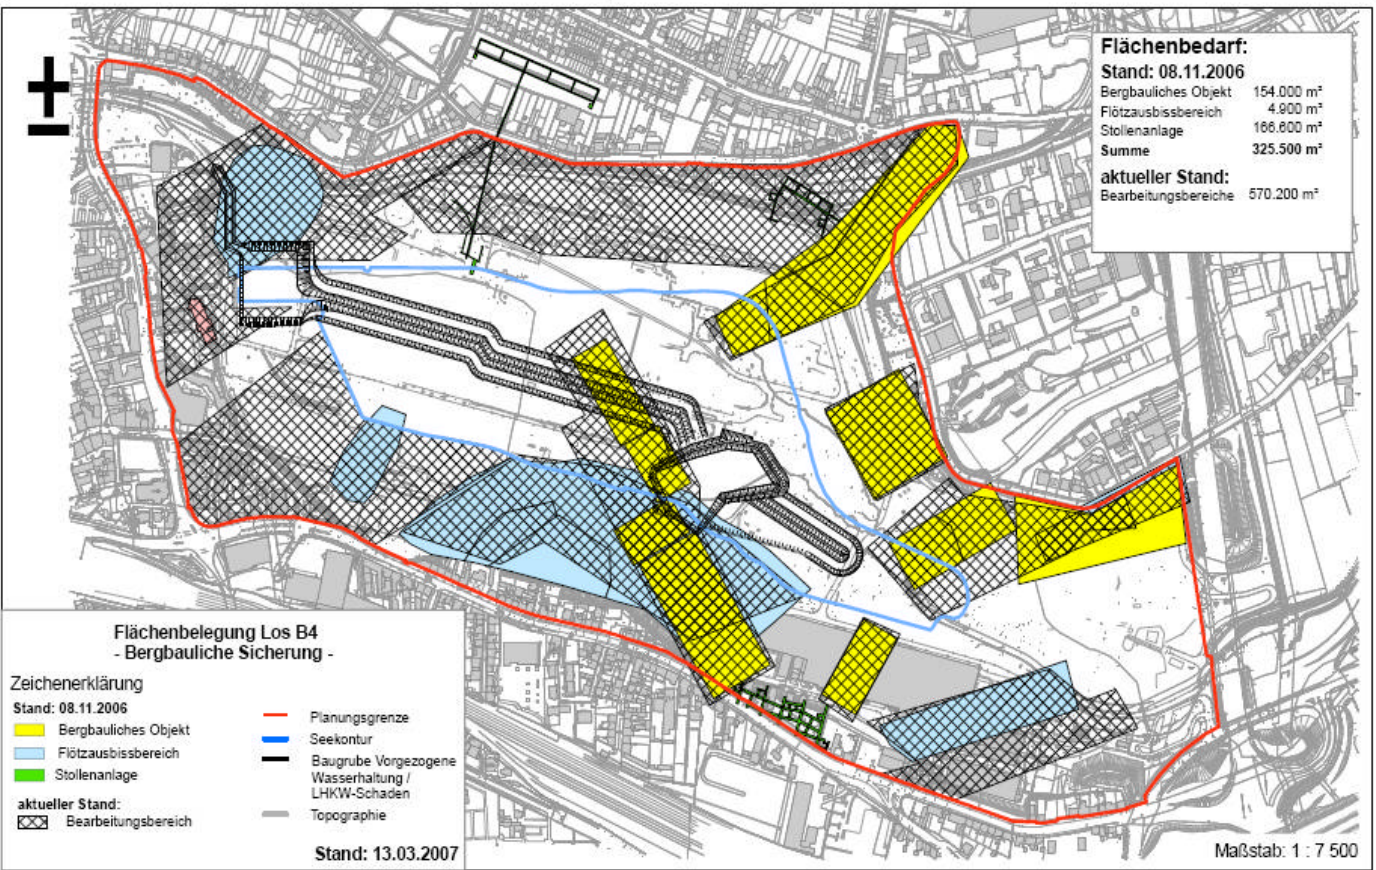 Flächenbedarf:
Stand: 08.11.2006
Bergbauliches Objekt 154.000 m²
Flötzausbissbereich 4.900 m²
Stollenanlage 166.600 m²
Summe 325.500 m²
aktueller Stand:
Bearbeitungsbereiche 570.200 m²
Flächenbelegung Los B4
- Bergbauliche Sicherung -
Zeichenerklärung
Stand: 08.11.2006
Bergbauliches Objekt
Flötzausbissbereich
Stollenanlage
aktueller Stand:
Bearbeitungsbereich
Planungsgrenze
Seekontur
Baugrube Vorgezogene
Wasserhaltung /
LHKW-Schaden
Topographie
Stand: 13.03.2007
Maßstab: 1 : 7 500